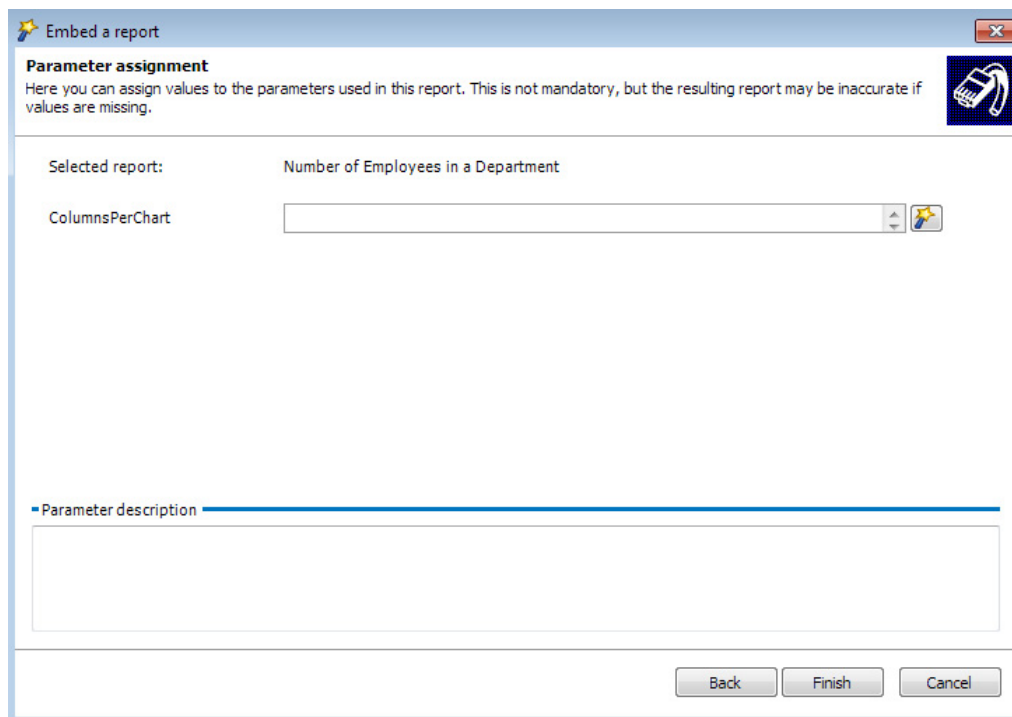 Embed a report
Parameter assignment
Here you can assign values to the parameters used in this report. This is not mandatory, but the resulting report may be inaccurate if
values are missing.
Selected report: Number of Employees in a Department
ColumnsPerChart
Parameter description
Back Finish Cancel